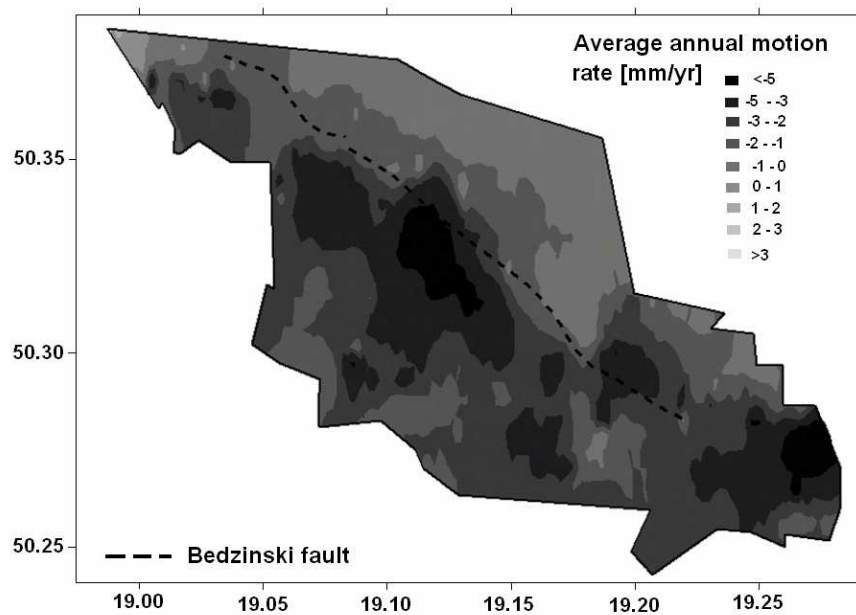 Average annual motion
rate [mm/yr]
<-5
-5 - -3
-3 - -2
-2 - -1
-1 - 0
0 - 1
1 - 2
2 - 3
>3
50.35
50.30
50.25
Bedzinski fault
19.00 19.05 19.10 19.15 19.20 19.25